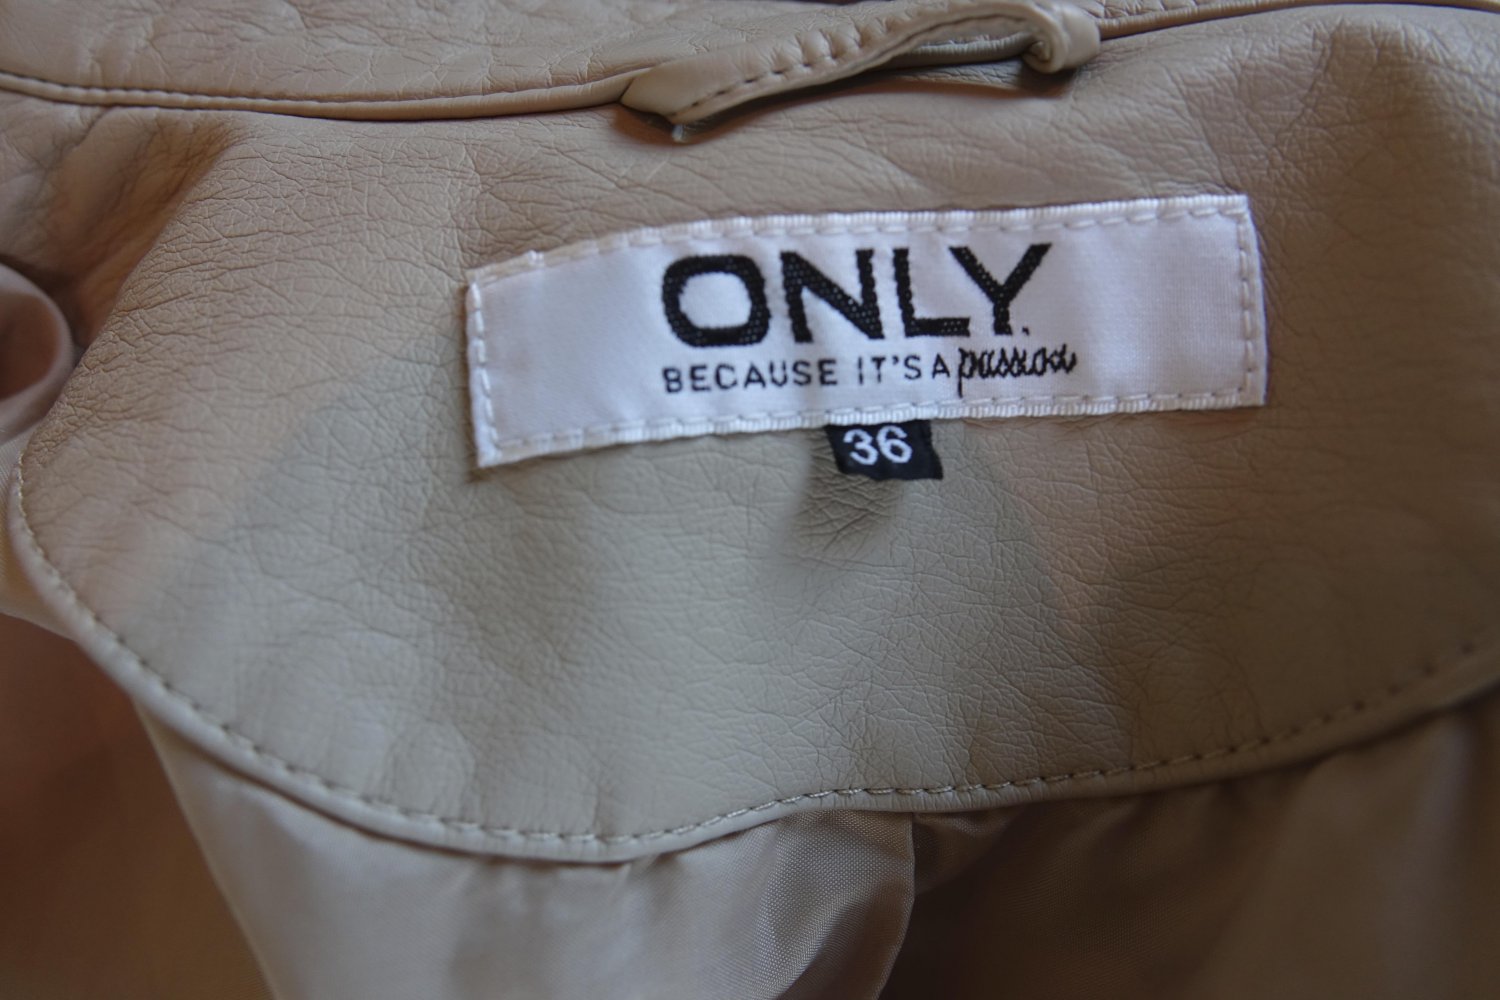 ONLY.
BECAUSE IT'S A passion
36